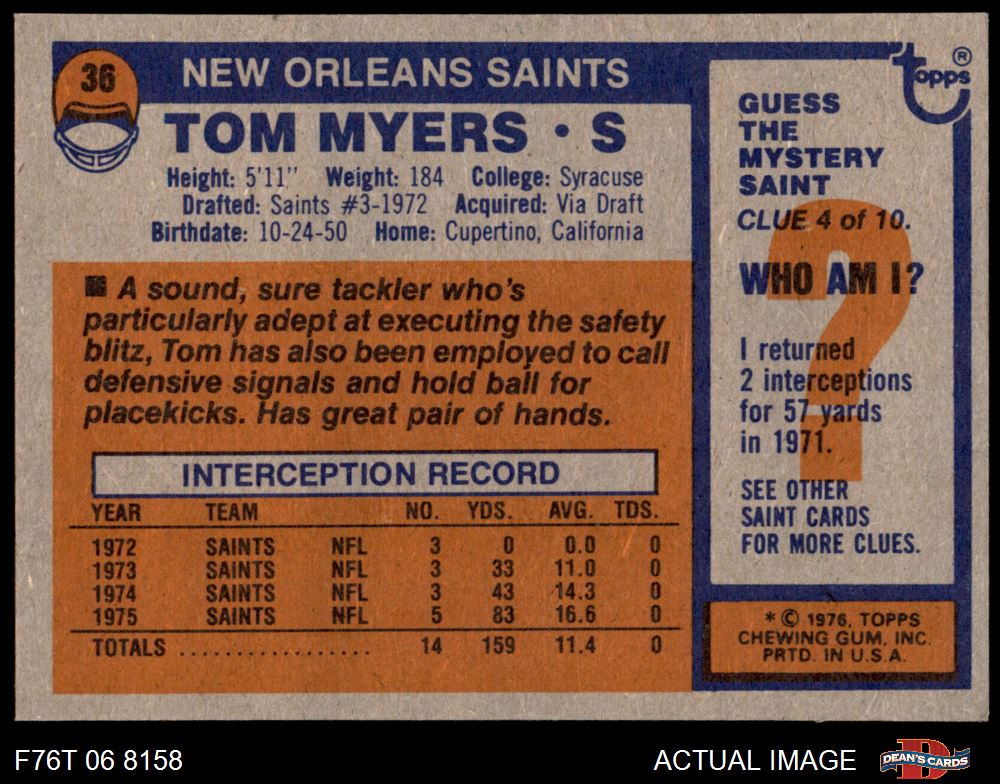 36
NEW ORLEANS SAINTS
TOM MYERS • S
Height: 5'11" Weight: 184 College: Syracuse
Drafted: Saints #3-1972 Acquired: Via Draft
Birthdate: 10-24-50 Home: Cupertino, California
■ A sound, sure tackler who's
particularly adept at executing the safety
blitz, Tom has also been employed to call
defensive signals and hold ball for
placekicks. Has great pair of hands.
INTERCEPTION RECORD
YEAR TEAM NO. YDS. AVG. TDS.
1972 SAINTS NFL 3 0 0.0 0
1973 SAINTS NFL 3 33 11.0 0
1974 SAINTS NFL 3 43 14.3 0
1975 SAINTS NFL 5 83 16.6 0
TOTALS ................. 14 159 11.4 0
topps ®
GUESS
THE
MYSTERY
SAINT
CLUE 4 of 10.
WHO AM I?
?
I returned
2 interceptions
for 57 yards
in 1971.
SEE OTHER
SAINT CARDS
FOR MORE CLUES.
* © 1976, TOPPS
CHEWING GUM, INC.
PRTD. IN U.S.A.
F76T 06 8158
ACTUAL IMAGE
DEAN'S CARDS